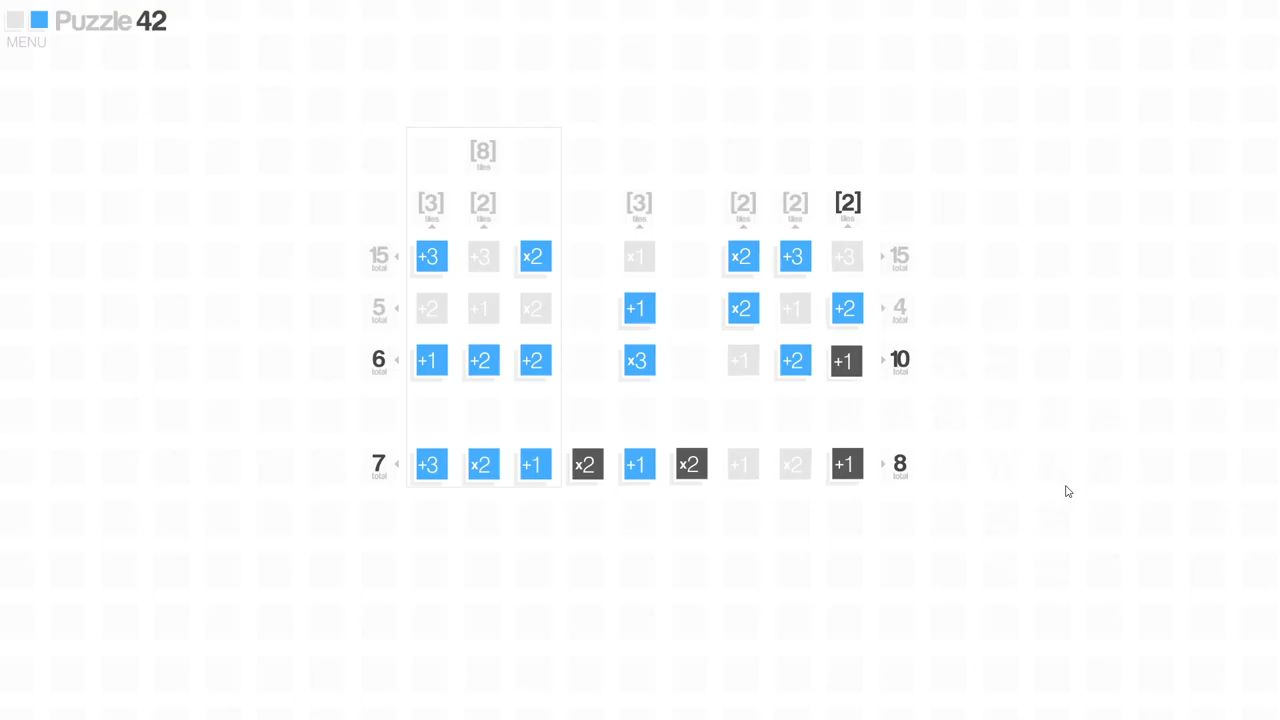 Puzzle 42
MENU
[8]
tiles
[3] [2] [3] [2] [2] [2]
tiles tiles tiles tiles tiles tiles
15 +3 +3 x2 x1 x2 +3 +3 15
total total
5 +2 +1 x2 +1 x2 +1 +2 4
total total
6 +1 +2 +2 x3 +1 +2 +1 10
total total
7 +3 x2 +1 x2 +1 x2 +1 x2 +1 8
total total